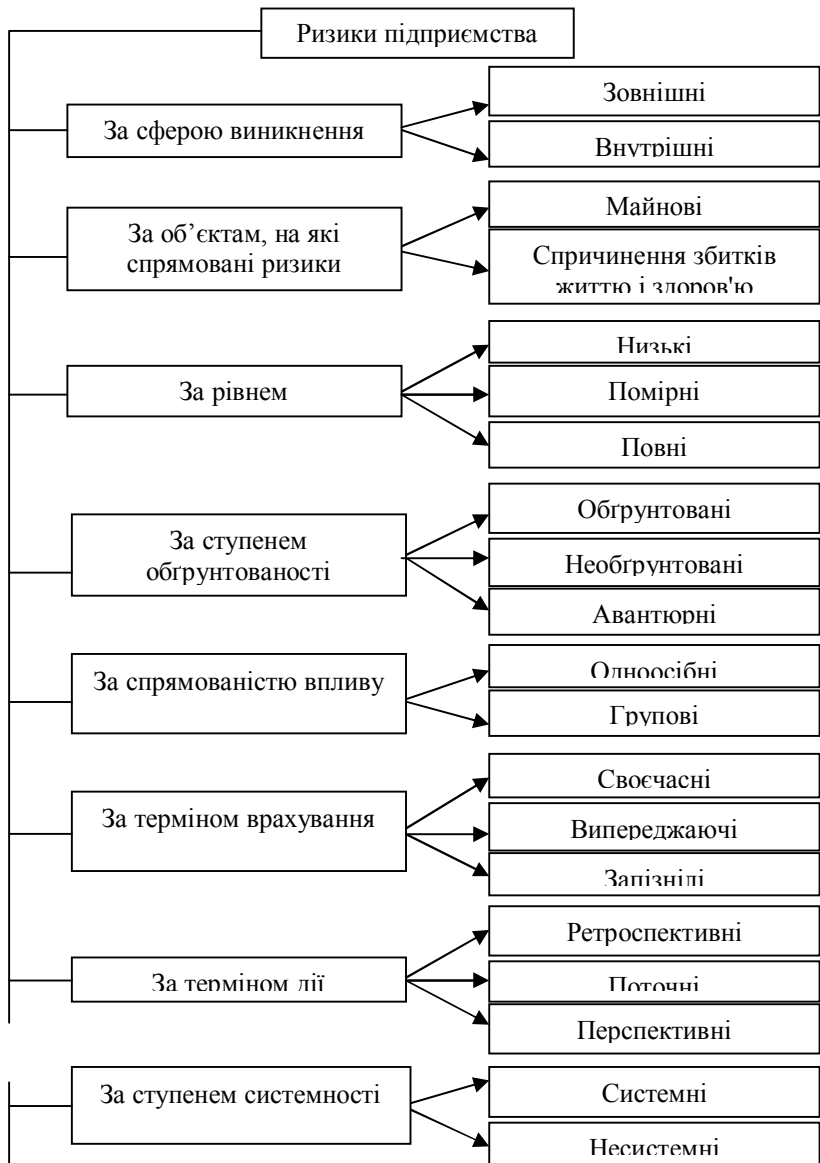 Ризики підприємства
За сферою виникнення
Зовнішні
Внутрішні
За об’єктам, на які
спрямовані ризики
Майнові
Спричинення збитків
життю і здоров'ю
За рівнем
Низькі
Помірні
Повні
За ступенем
обґрунтованості
Обґрунтовані
Необґрунтовані
Авантюрні
За спрямованістю впливу
Одноосібні
Групові
За терміном врахування
Своєчасні
Випереджаючі
Запізнілі
За терміном дії
Ретроспективні
Поточні
Перспективні
За ступенем системності
Системні
Несистемні